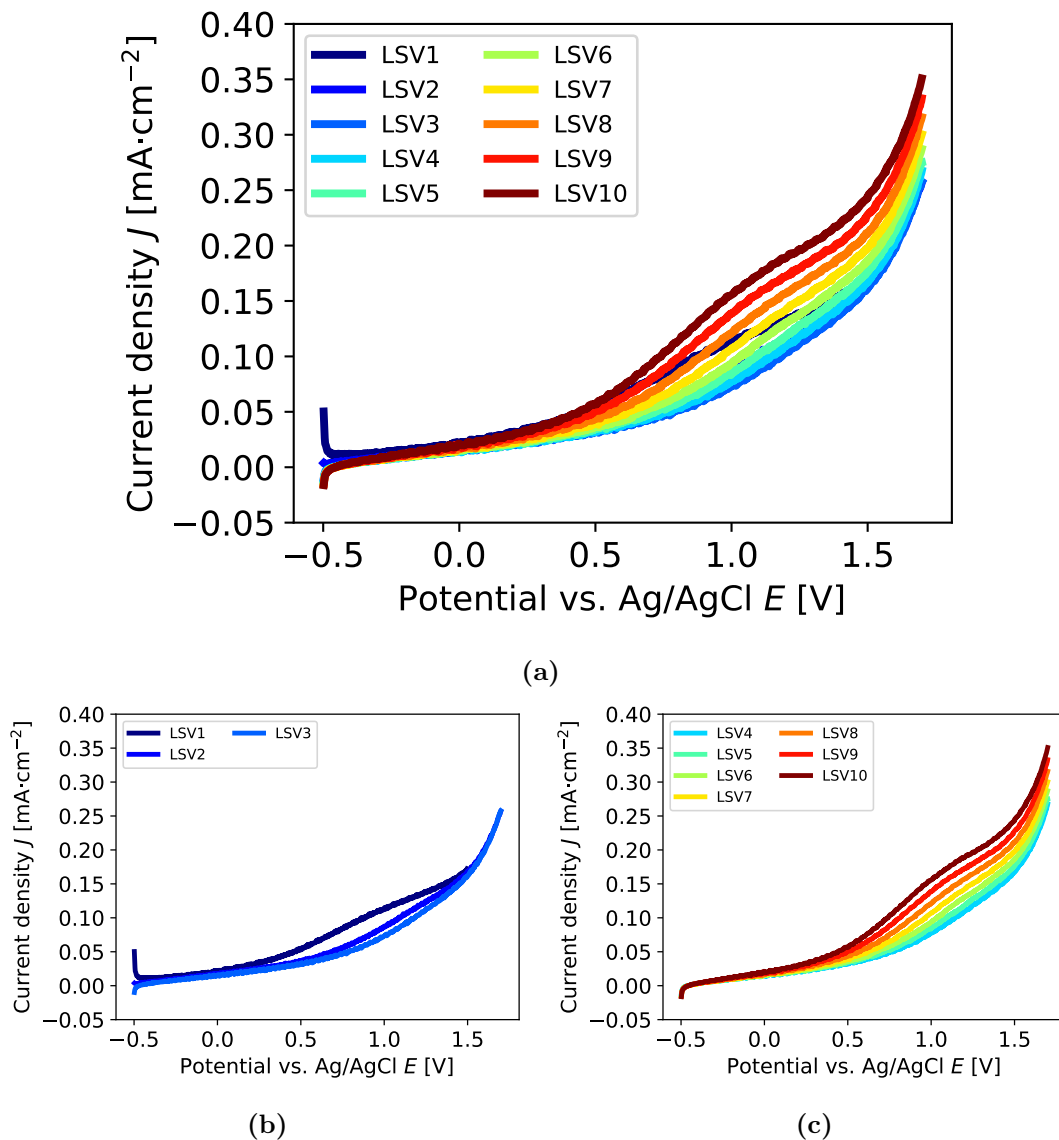 0.40
0.35
0.30
0.25
0.20
0.15
0.10
0.05
0.00
−0.05
Current density J [mA·cm−2]
LSV1
LSV2
LSV3
LSV4
LSV5
LSV6
LSV7
LSV8
LSV9
LSV10
−0.5 0.0 0.5 1.0 1.5
Potential vs. Ag/AgCl E [V]
(a)
0.40
0.35
0.30
0.25
0.20
0.15
0.10
0.05
0.00
−0.05
Current density J [mA·cm−2]
LSV1
LSV2
LSV3
−0.5 0.0 0.5 1.0 1.5
Potential vs. Ag/AgCl E [V]
(b)
0.40
0.35
0.30
0.25
0.20
0.15
0.10
0.05
0.00
−0.05
Current density J [mA·cm−2]
LSV4
LSV5
LSV6
LSV7
LSV8
LSV9
LSV10
−0.5 0.0 0.5 1.0 1.5
Potential vs. Ag/AgCl E [V]
(c)